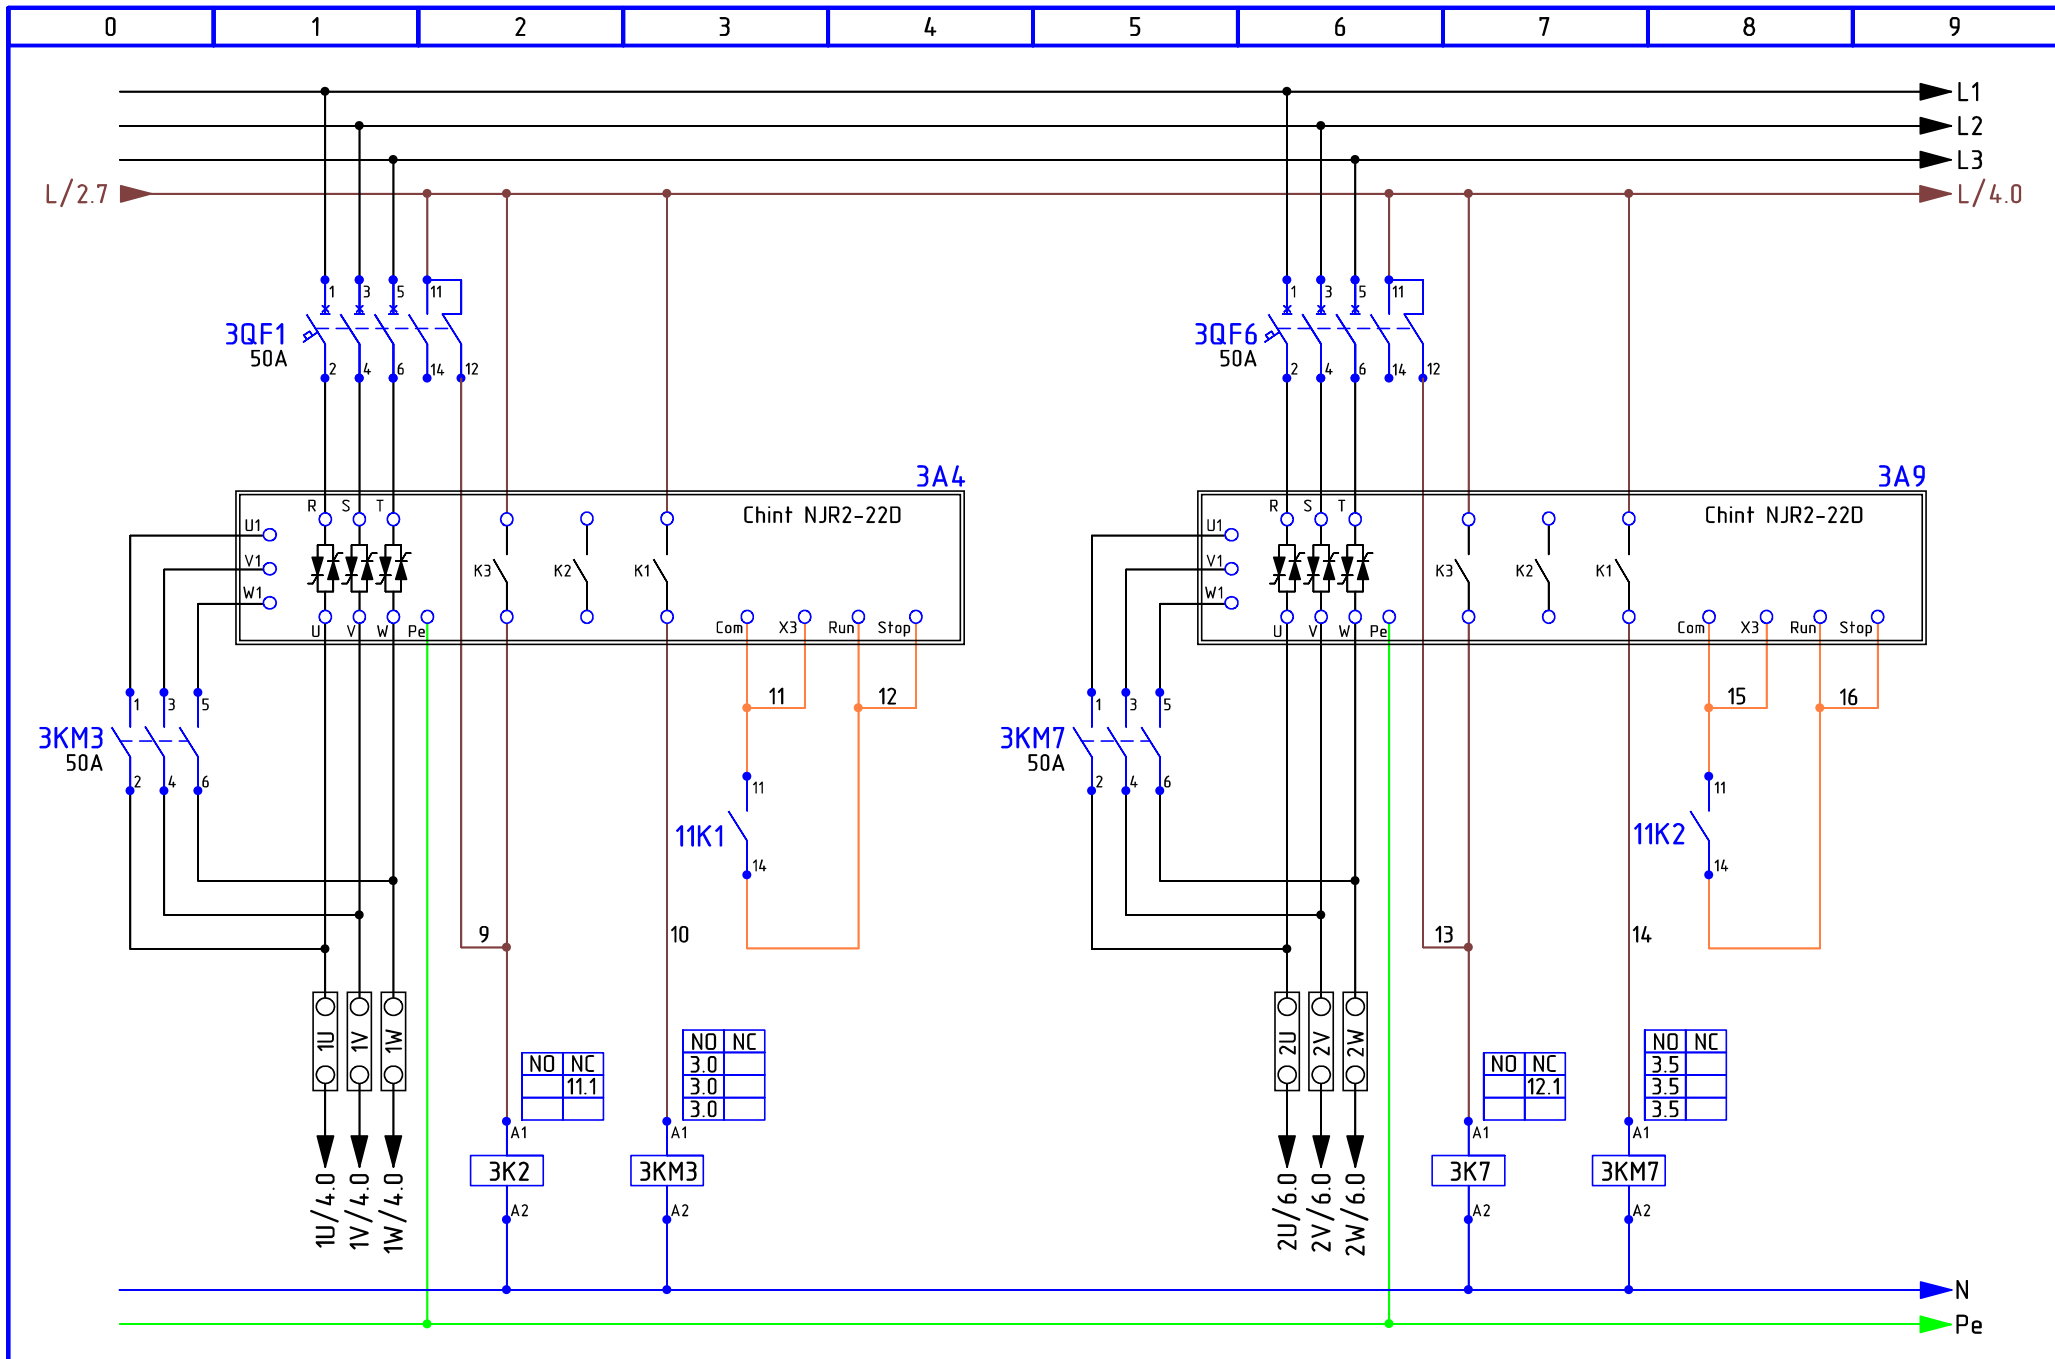 0 1 2 3 4 5 6 7 8 9
L1
L2
L3
L/2.7 L/4.0
1 3 5 11 1 3 5 11
3QF1 3QF6
50A 50A
2 4 6 14 12 2 4 6 14 12
3A4 3A9
R S T Chint NJR2-22D R S T Chint NJR2-22D
U1 U1
V1 V1
K3 K2 K1 K3 K2 K1
W1 W1
U V W Pe Com X3 Run Stop U V W Pe Com X3 Run Stop
1 3 5 11 12 1 3 5 15 16
3KM3 3KM7
50A 50A
2 4 6 11 2 4 6 11
11K1 11K2
14 14
9 10 13 14
1U 1V 1W NO NC 2U 2V 2W NO NC
NO NC 3.0 NO NC 3.5
11.1 3.0 12.1 3.5
3.0 3.5
A1 A1 A1 A1
3K2 3KM3 3K7 3KM7
A2 A2 A2 A2
1U/4.0 1V/4.0 1W/4.0 2U/6.0 2V/6.0 2W/6.0
N
Pe